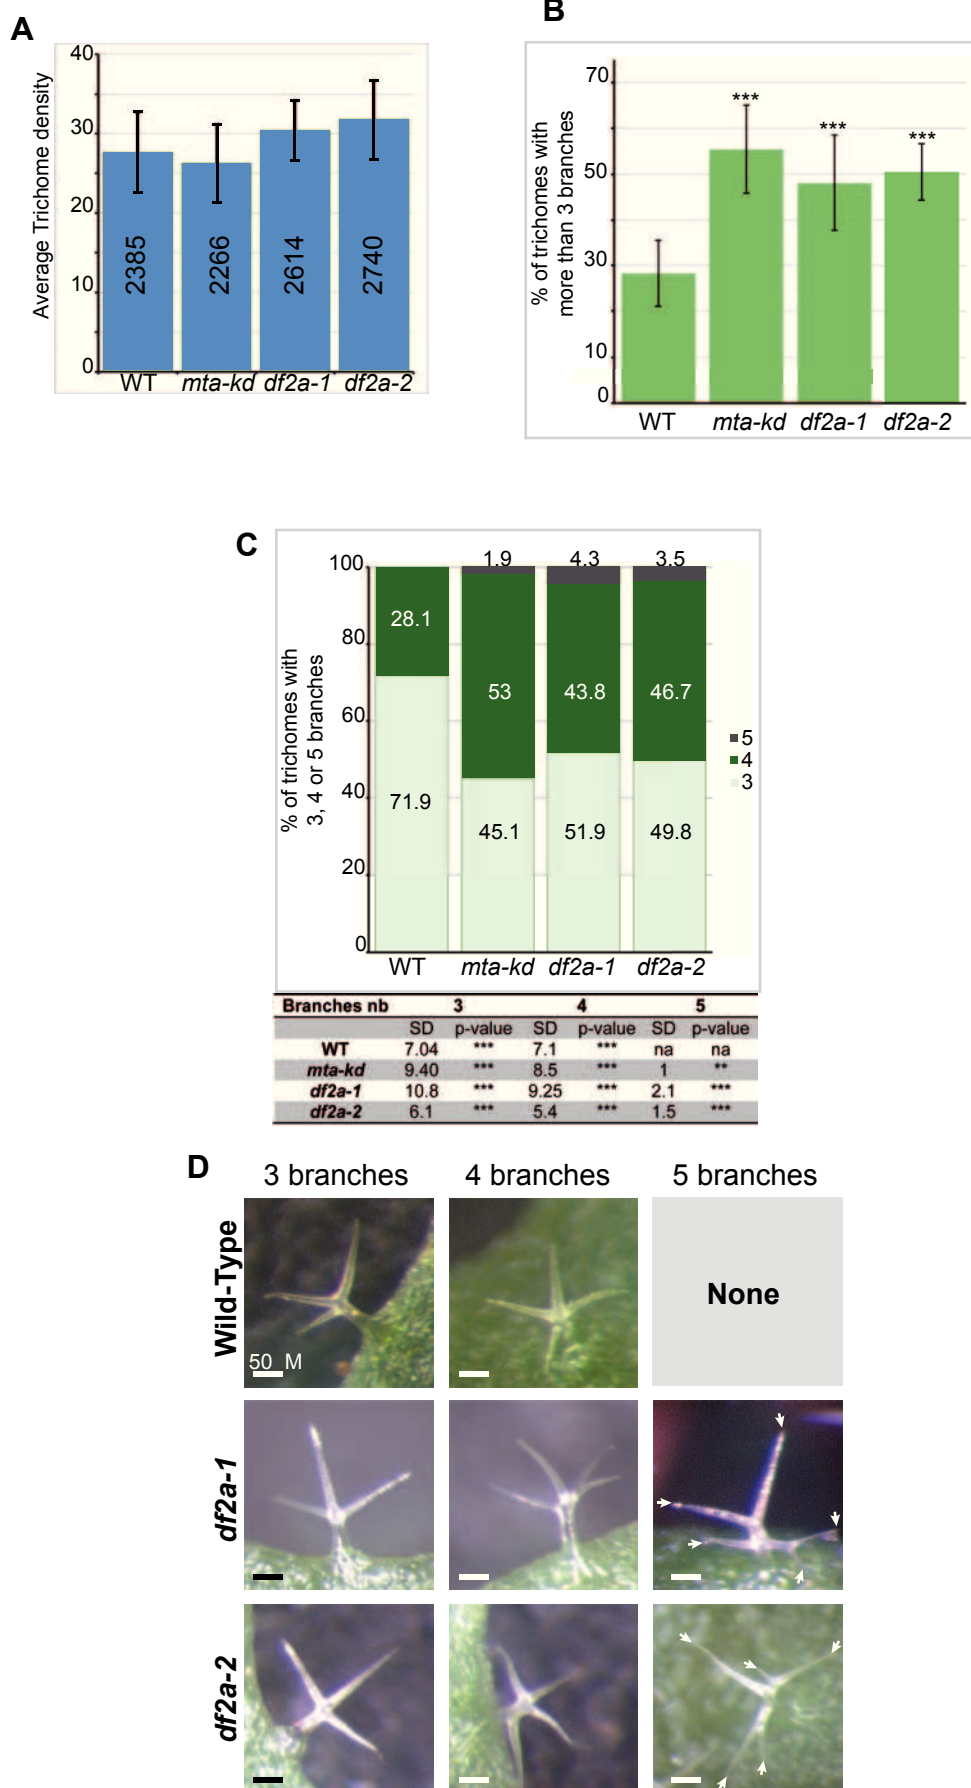 A
Average Trichome density
40
30
20
10
0
2385
2266
2614
2740
WT mta-kd df2a-1 df2a-2
B
% of trichomes with
more than 3 branches
70
50
30
10
0
***
***
***
WT mta-kd df2a-1 df2a-2
C
% of trichomes with
3, 4 or 5 branches
100
80
60
40
20
0
1.9 4.3 3.5
28.1
53 43.8 46.7
71.9
45.1 51.9 49.8
5
4
3
WT mta-kd df2a-1 df2a-2
Branches nb 3 4 5
SD p-value SD p-value SD p-value
WT 7.04 *** 7.1 *** na na
mta-kd 9.40 *** 8.5 *** 1 **
df2a-1 10.8 *** 9.25 *** 2.1 ***
df2a-2 6.1 *** 5.4 *** 1.5 ***
D
3 branches 4 branches 5 branches
Wild-Type
50 M
None
df2a-1
df2a-2